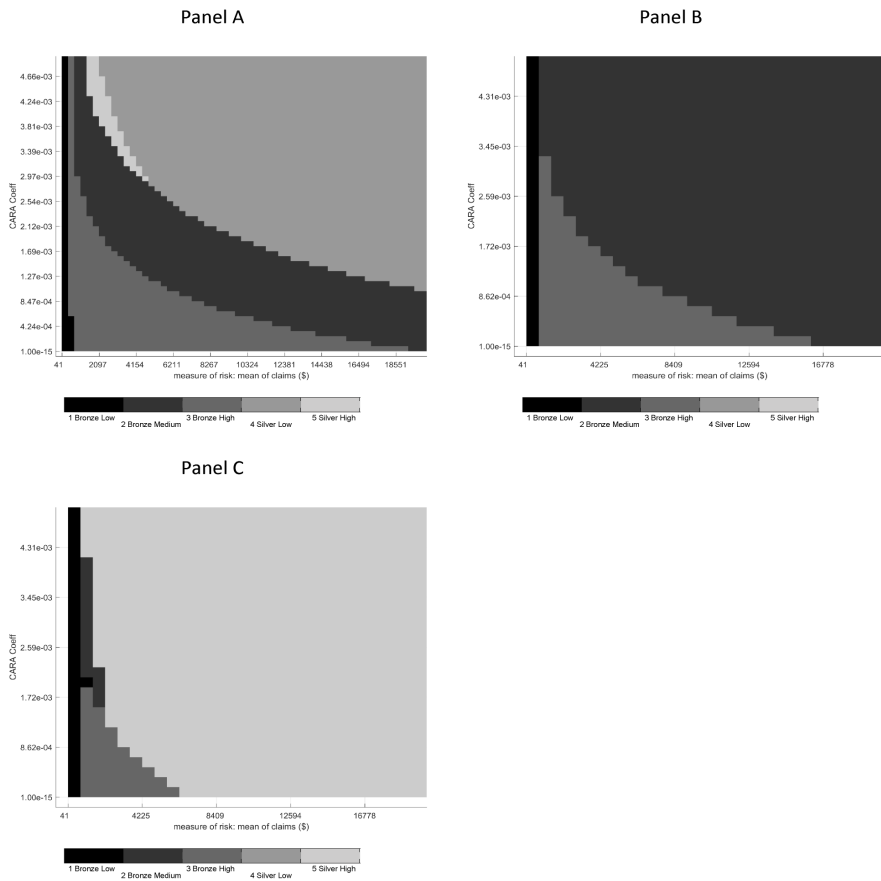 Panel A
4.66e-03
4.24e-03
3.81e-03
3.39e-03
2.97e-03
2.54e-03
2.12e-03
1.69e-03
1.27e-03
8.47e-04
4.24e-04
1.00e-15
CARA Coeff
41 2097 4154 6211 8267 10324 12381 14438 16494 18551
measure of risk: mean of claims ($)
1 Bronze Low 3 Bronze High 5 Silver High
2 Bronze Medium 4 Silver Low
Panel B
4.31e-03
3.45e-03
2.59e-03
1.72e-03
8.62e-04
1.00e-15
CARA Coeff
41 4225 8409 12594 16778
measure of risk: mean of claims ($)
1 Bronze Low 3 Bronze High 5 Silver High
2 Bronze Medium 4 Silver Low
Panel C
4.31e-03
3.45e-03
2.59e-03
1.72e-03
8.62e-04
1.00e-15
CARA Coeff
41 4225 8409 12594 16778
measure of risk: mean of claims ($)
1 Bronze Low 3 Bronze High 5 Silver High
2 Bronze Medium 4 Silver Low